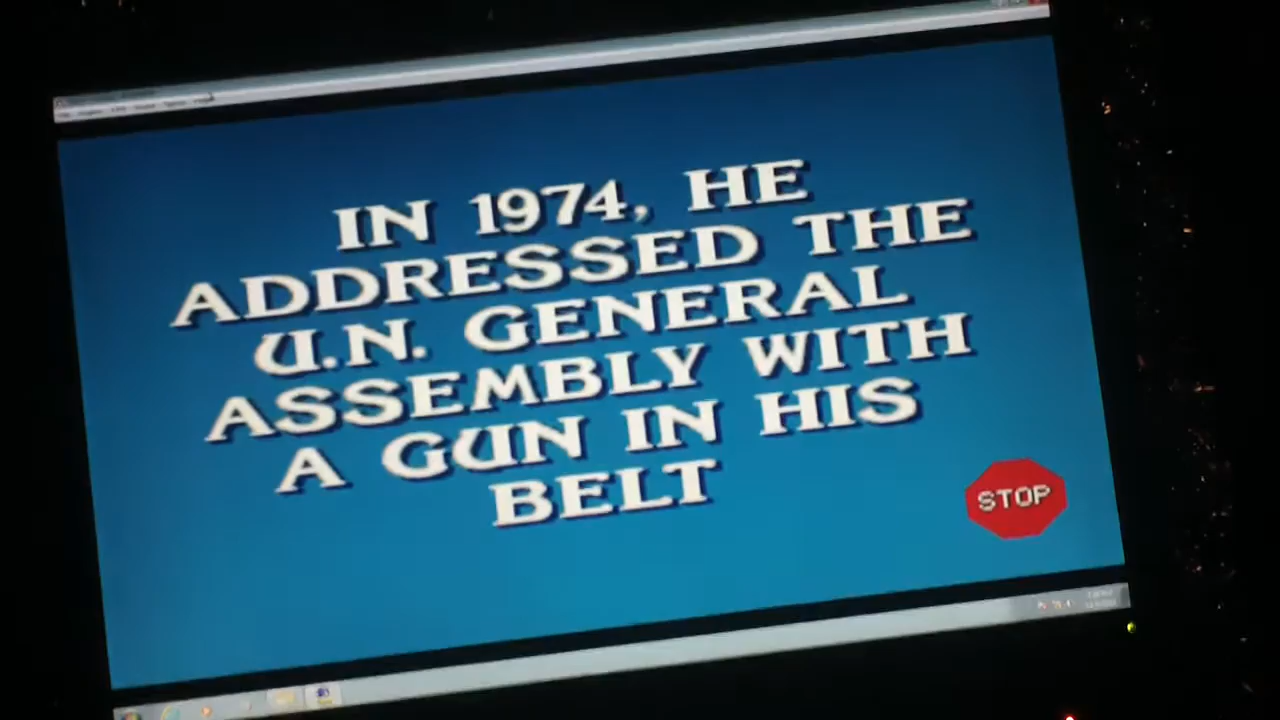 IN 1974, HE
ADDRESSED THE
U.N. GENERAL
ASSEMBLY WITH
A GUN IN HIS
BELT
STOP